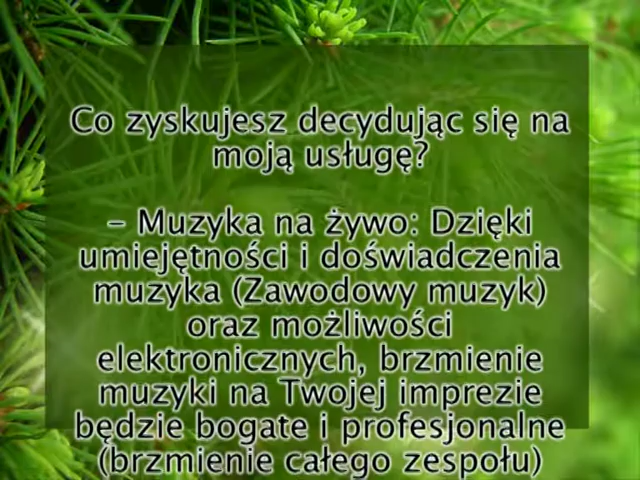 Co zyskujesz decydując się na
moją usługę?
– Muzyka na żywo: Dzięki
umiejętności i doświadczenia
muzyka (Zawodowy muzyk)
oraz możliwości
elektronicznych, brzmienie
muzyki na Twojej imprezie
będzie bogate i profesjonalne
(brzmienie całego zespołu)